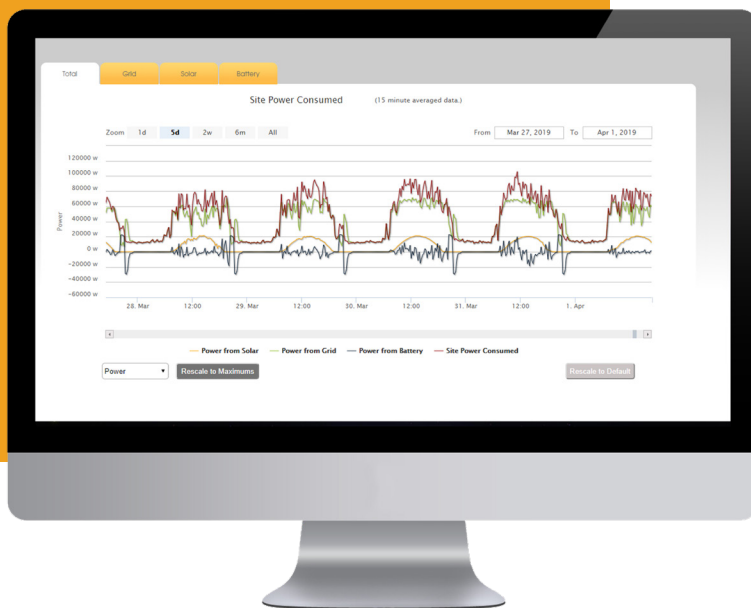 Total Grid Solar Battery
Site Power Consumed (15 minute averaged data.)
Zoom 1d 5d 2w 6m All From Mar 27, 2019 To Apr 1, 2019
120000 w
100000 w
80000 w
60000 w
40000 w
20000 w
0 w
-20000 w
-40000 w
-60000 w
Power
28. Mar 12:00 29. Mar 12:00 30. Mar 12:00 31. Mar 12:00 1. Apr
Power from Solar Power from Grid Power from Battery Site Power Consumed
Power Rescale to Maximums Rescale to Default